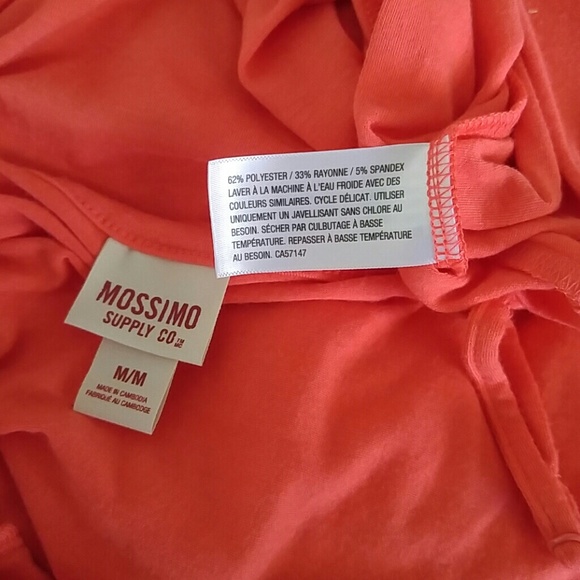 62% POLYESTER / 33% RAYONNE / 5% SPANDEX
LAVER À LA MACHINE À L'EAU FROIDE AVEC DES
COULEURS SIMILAIRES. CYCLE DÉLICAT. UTILISER
UNIQUEMENT UN JAVELLISANT SANS CHLORE AU
BESOIN. SÉCHER PAR CULBUTAGE À BASSE
TEMPÉRATURE. REPASSER À BASSE TEMPÉRATURE
AU BESOIN. CA57147
MOSSIMO
SUPPLY CO TM MC
M/M
MADE IN CAMBODIA
FABRIQUÉ AU CAMBODGE